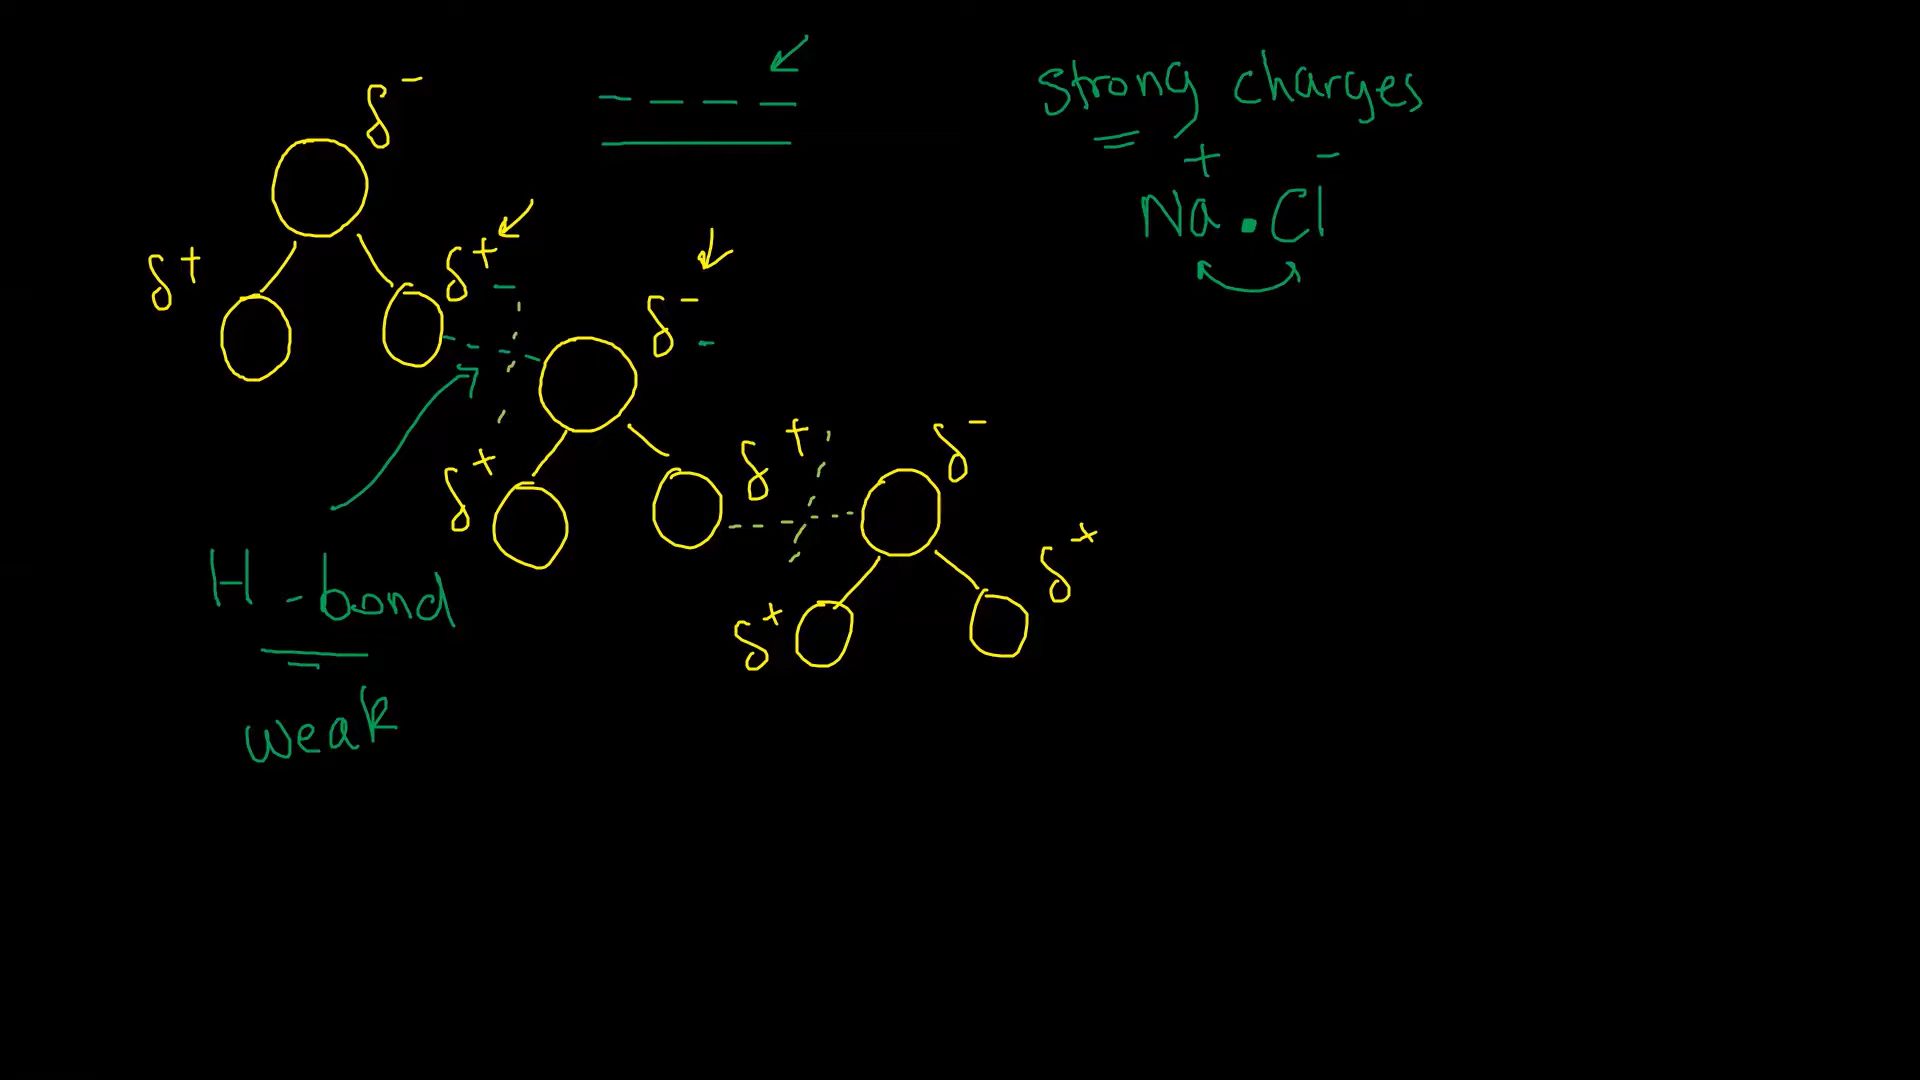 δ-
strong charges
+ -
Na . Cl
δ+
δ+
δ-
δ+
δ+
δ-
δ+
δ+
H-bond
weak